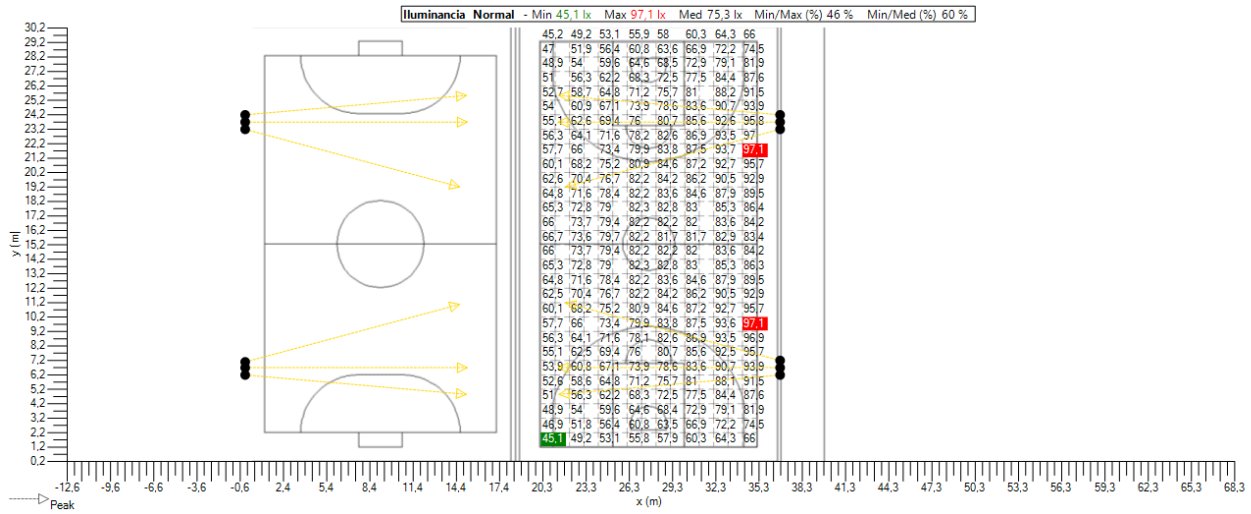 Iluminancia Normal - Min 45,1 lx Max 97,1 lx Med 75,3 lx Min/Max (%) 46 % Min/Med (%) 60 %
30,2
29,2
28,2
27,2
26,2
25,2
24,2
23,2
22,2
21,2
20,2
19,2
18,2
17,2
16,2
15,2
14,2
13,2
12,2
11,2
10,2
9,2
8,2
7,2
6,2
5,2
4,2
3,2
2,2
1,2
0,2
y (m)
45,2 49,2 53,1 55,9 58 60,3 64,3 66
47 51,9 56,4 60,8 63,6 66,9 72,2 74,5
48,9 54 59,6 64,6 68,5 72,9 79,1 81,9
51 56,3 62,2 68,3 72,5 77,5 84,4 87,6
52,7 58,7 64,8 71,2 75,7 81 88,2 91,5
54 60,9 67,1 73,9 78,6 83,6 90,7 93,9
55,1 62,6 69,4 76 80,7 85,6 92,6 95,8
56,3 64,1 71,6 78,2 82,6 86,9 93,5 97
57,7 66 73,4 79,9 83,8 87,5 93,7 97,1
60,1 68,2 75,2 80,9 84,6 87,2 92,7 95,7
62,6 70,4 76,7 82,2 84,2 86,2 90,5 92,9
64,8 71,6 78,4 82,2 83,6 84,6 87,9 89,5
65,3 72,8 79 82,3 82,8 83 85,3 86,4
66 73,7 79,4 82,2 82,2 82 83,6 84,2
66,7 73,6 79,7 82,2 81,7 81,7 82,9 83,4
66 73,7 79,4 82,2 82,2 82 83,6 84,2
65,3 72,8 79 82,3 82,8 83 85,3 86,3
64,8 71,6 78,4 82,2 83,6 84,6 87,9 89,5
62,5 70,4 76,7 82,2 84,2 86,2 90,5 92,9
60,1 68,2 75,2 80,9 84,6 87,2 92,7 95,7
57,7 66 73,4 79,9 83,8 87,5 93,6 97,1
56,3 64,1 71,6 78,1 82,6 86,9 93,5 96,9
55,1 62,5 69,4 76 80,7 85,6 92,5 95,7
53,9 60,8 67,1 73,9 78,6 83,6 90,7 93,9
52,6 58,6 64,8 71,2 75,7 81 88,1 91,5
51 56,3 62,2 68,3 72,5 77,5 84,4 87,6
48,9 54 59,6 64,6 68,4 72,9 79,1 81,9
46,9 51,8 56,4 60,8 63,5 66,9 72,2 74,5
45,1 49,2 53,1 55,8 57,9 60,3 64,3 66
-12,6 -9,6 -6,6 -3,6 -0,6 2,4 5,4 8,4 11,4 14,4 17,4 20,3 23,3 26,3 29,3 32,3 35,3 38,3 41,3 44,3 47,3 50,3 53,3 56,3 59,3 62,3 65,3 68,3
x (m)
Peak